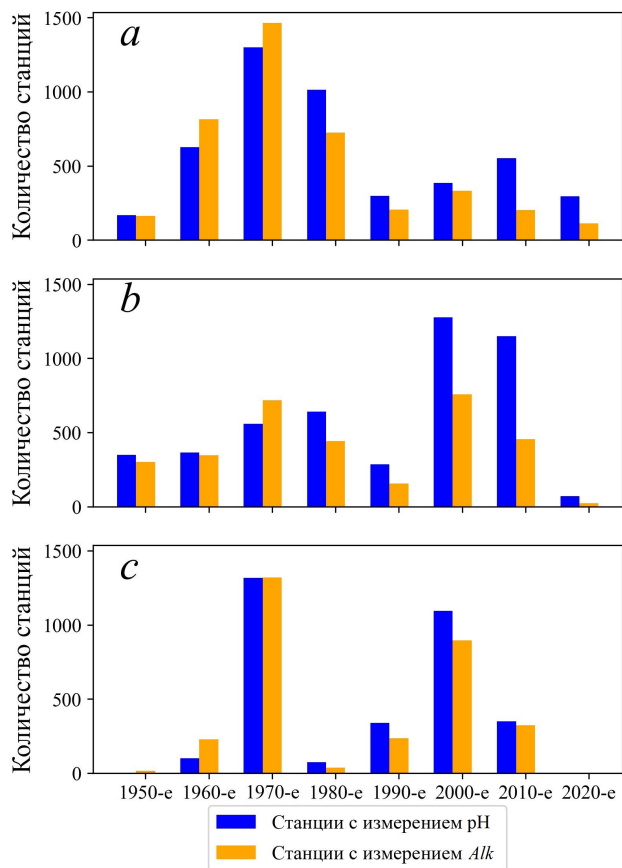 a
Количество станций
1500
1000
500
0
b
Количество станций
1500
1000
500
0
c
Количество станций
1500
1000
500
0
1950-е 1960-е 1970-е 1980-е 1990-е 2000-е 2010-е 2020-е
Станции с измерением pH
Станции с измерением Alk